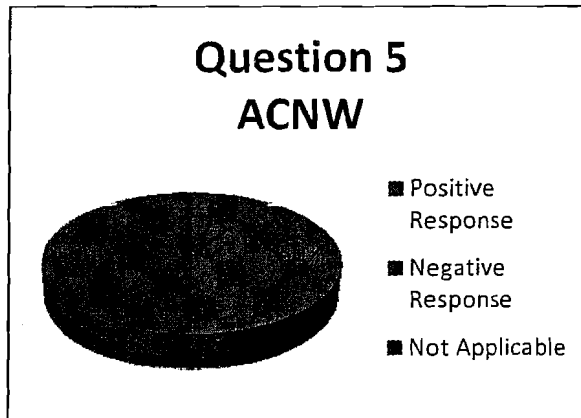 Question 5
ACNW
Positive
Response
Negative
Response
Not Applicable